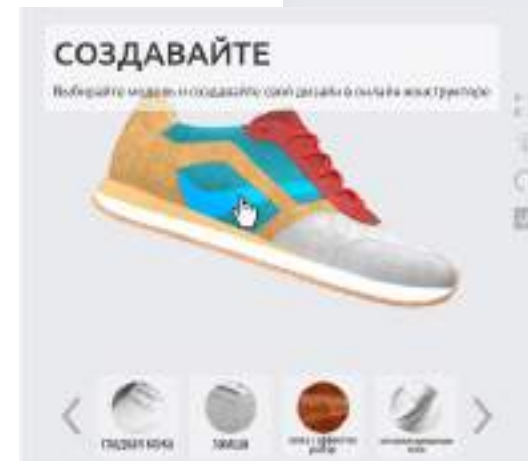 СОЗДАВАЙТЕ
Выбирайте модель и создавайте свой дизайн в онлайн конструкторе
ГЛАДКАЯ КОЖА
ЗАМША